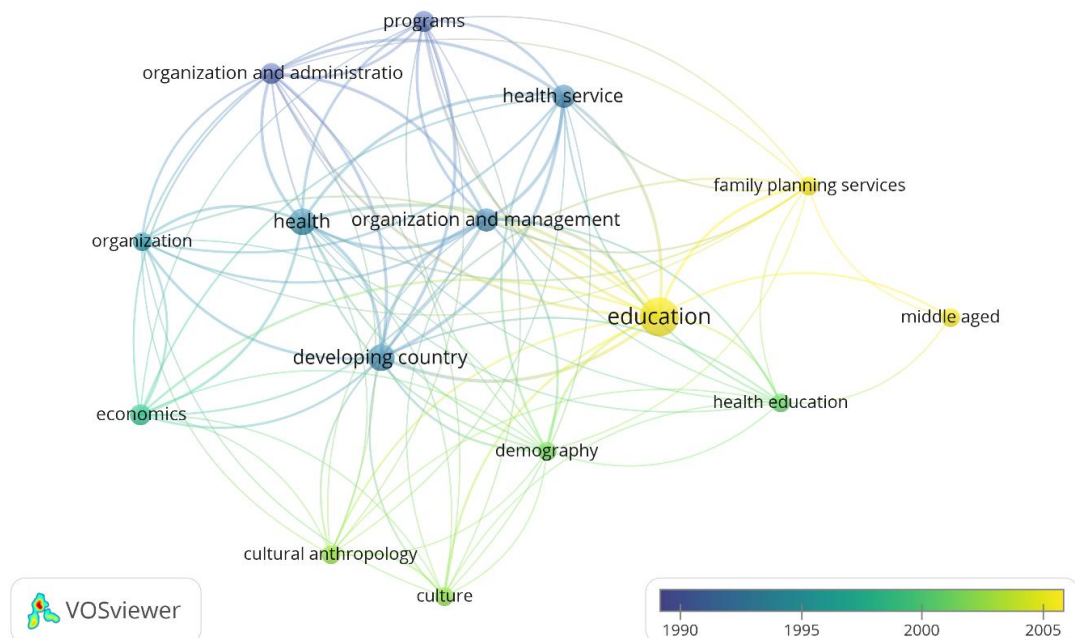 programs
organization and administratio
health service
family planning services
health
organization and management
organization
education
middle aged
developing country
health education
economics
demography
cultural anthropology
culture
VOSviewer
1990 1995 2000 2005